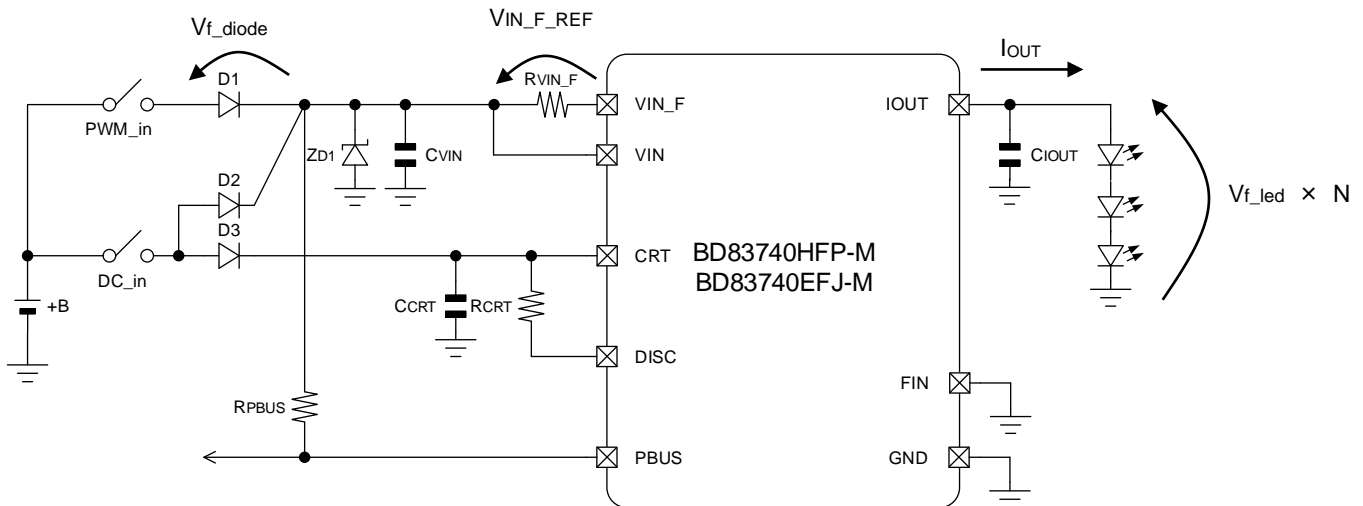 Vf_diode
VIN_F_REF
IOUT
D1
RVIN_F
VIN_F
IOUT
PWM_in
ZD1
CVIN
VIN
CIOUT
D2
Vf_led × N
D3
DC_in
CRT
BD83740HFP-M
BD83740EFJ-M
+B
CCRT
RCRT
DISC
FIN
RPBUS
PBUS
GND